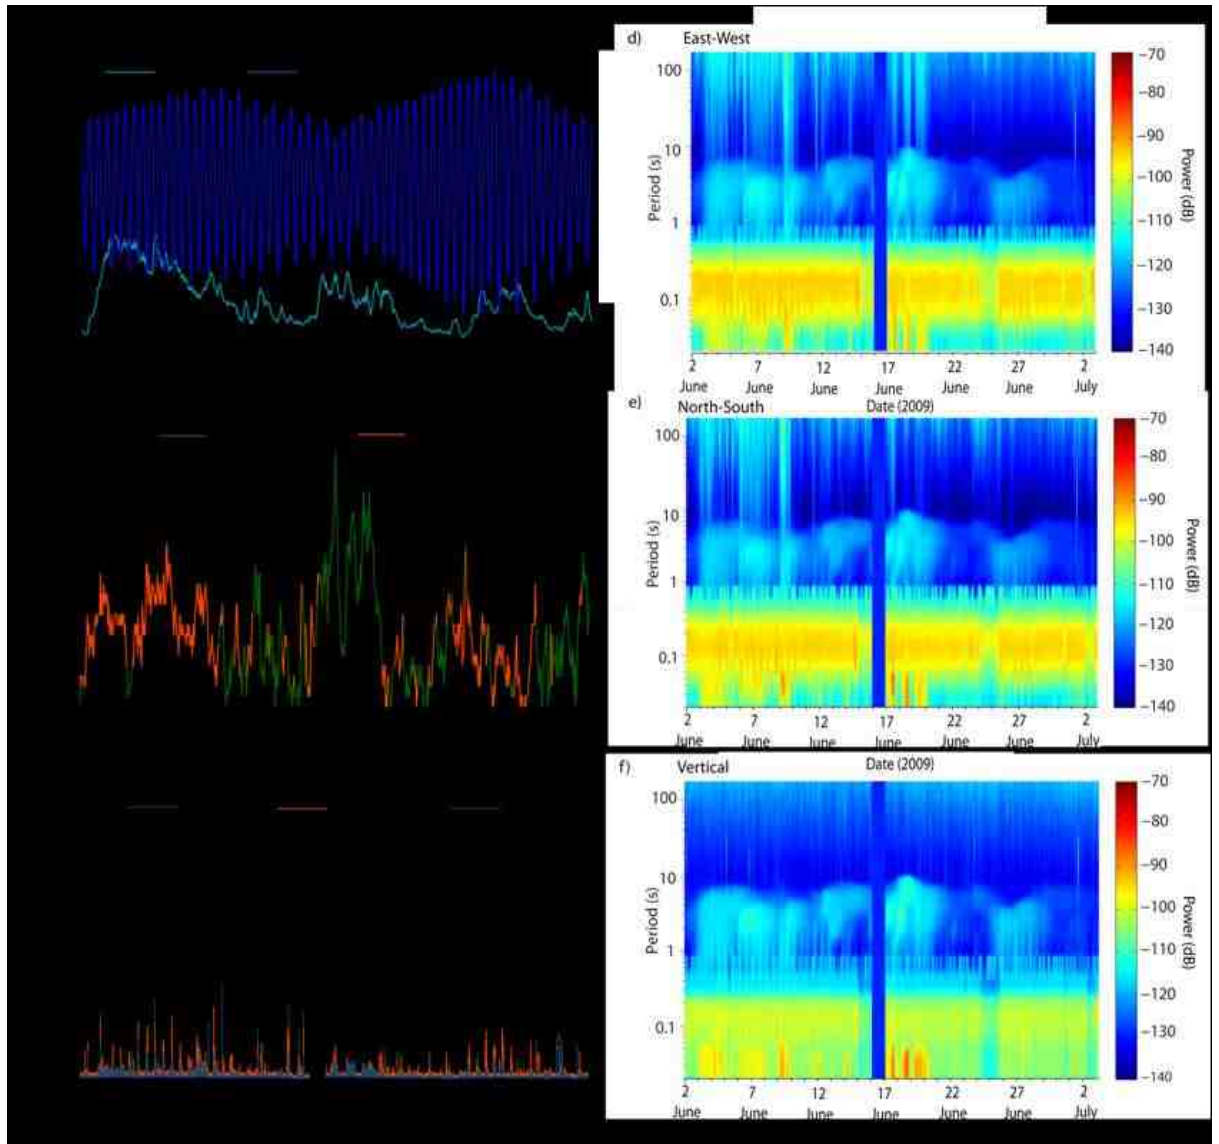 d) East-West
100
10
1
0.1
Period (s)
2 7 12 17 22 27 2
June June June June June June July
Date (2009)
−70
−80
−90
−100
−110
−120
−130
−140
Power (dB)
e) North-South
100
10
1
0.1
Period (s)
2 7 12 17 22 27 2
June June June June June June July
Date (2009)
−70
−80
−90
−100
−110
−120
−130
−140
Power (dB)
f) Vertical
100
10
1
0.1
Period (s)
2 7 12 17 22 27 2
June June June June June June July
−70
−80
−90
−100
−110
−120
−130
−140
Power (dB)